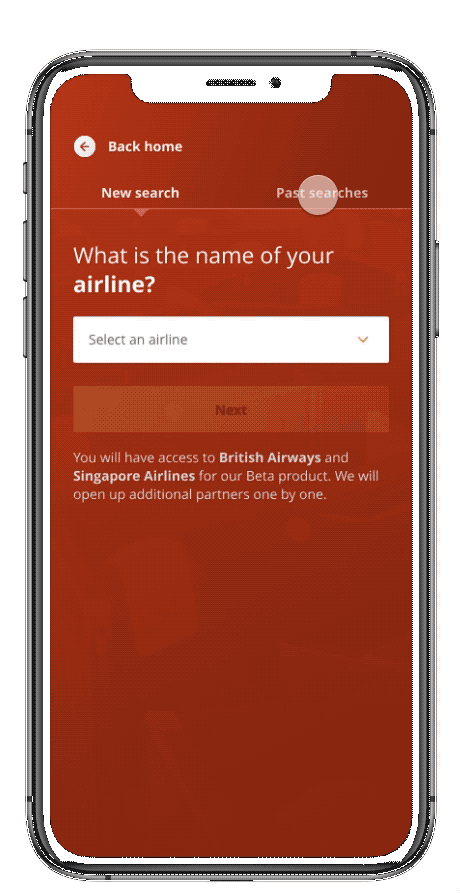 Back home
New search
Past searches
What is the name of your
airline?
Select an airline
Next
You will have access to British Airways and
Singapore Airlines for our Beta product. We will
open up additional partners one by one.